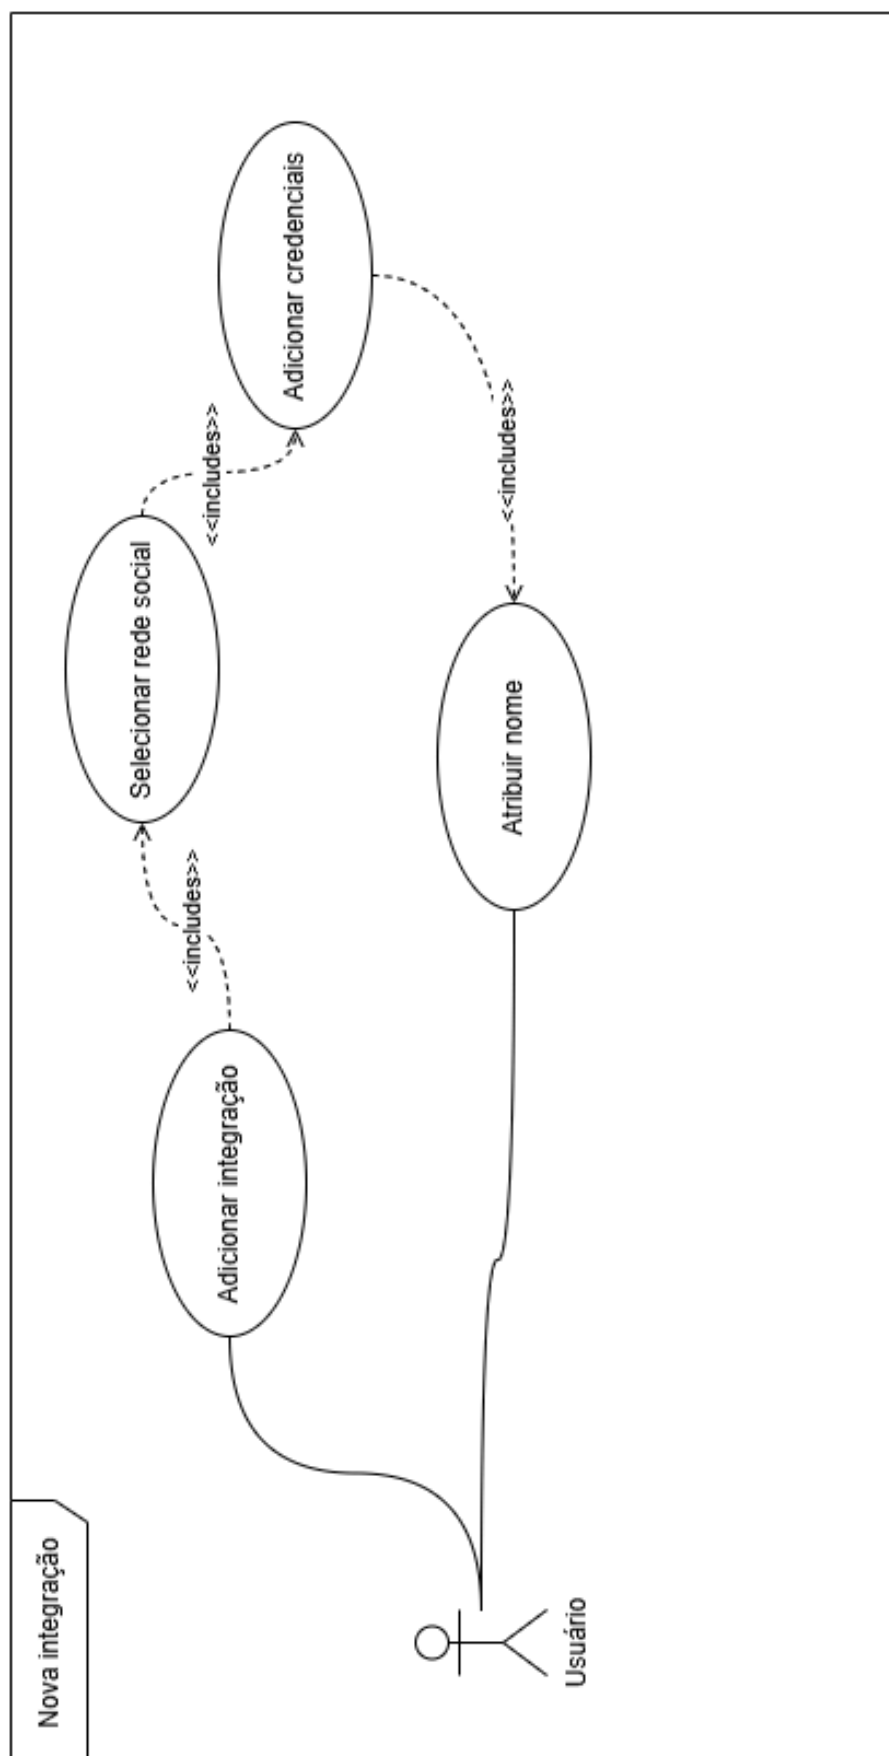 Nova integração
Usuário
Adicionar integração
<<includes>>
Selecionar rede social
<<includes>>
Adicionar credenciais
<<includes>>
Atribuir nome